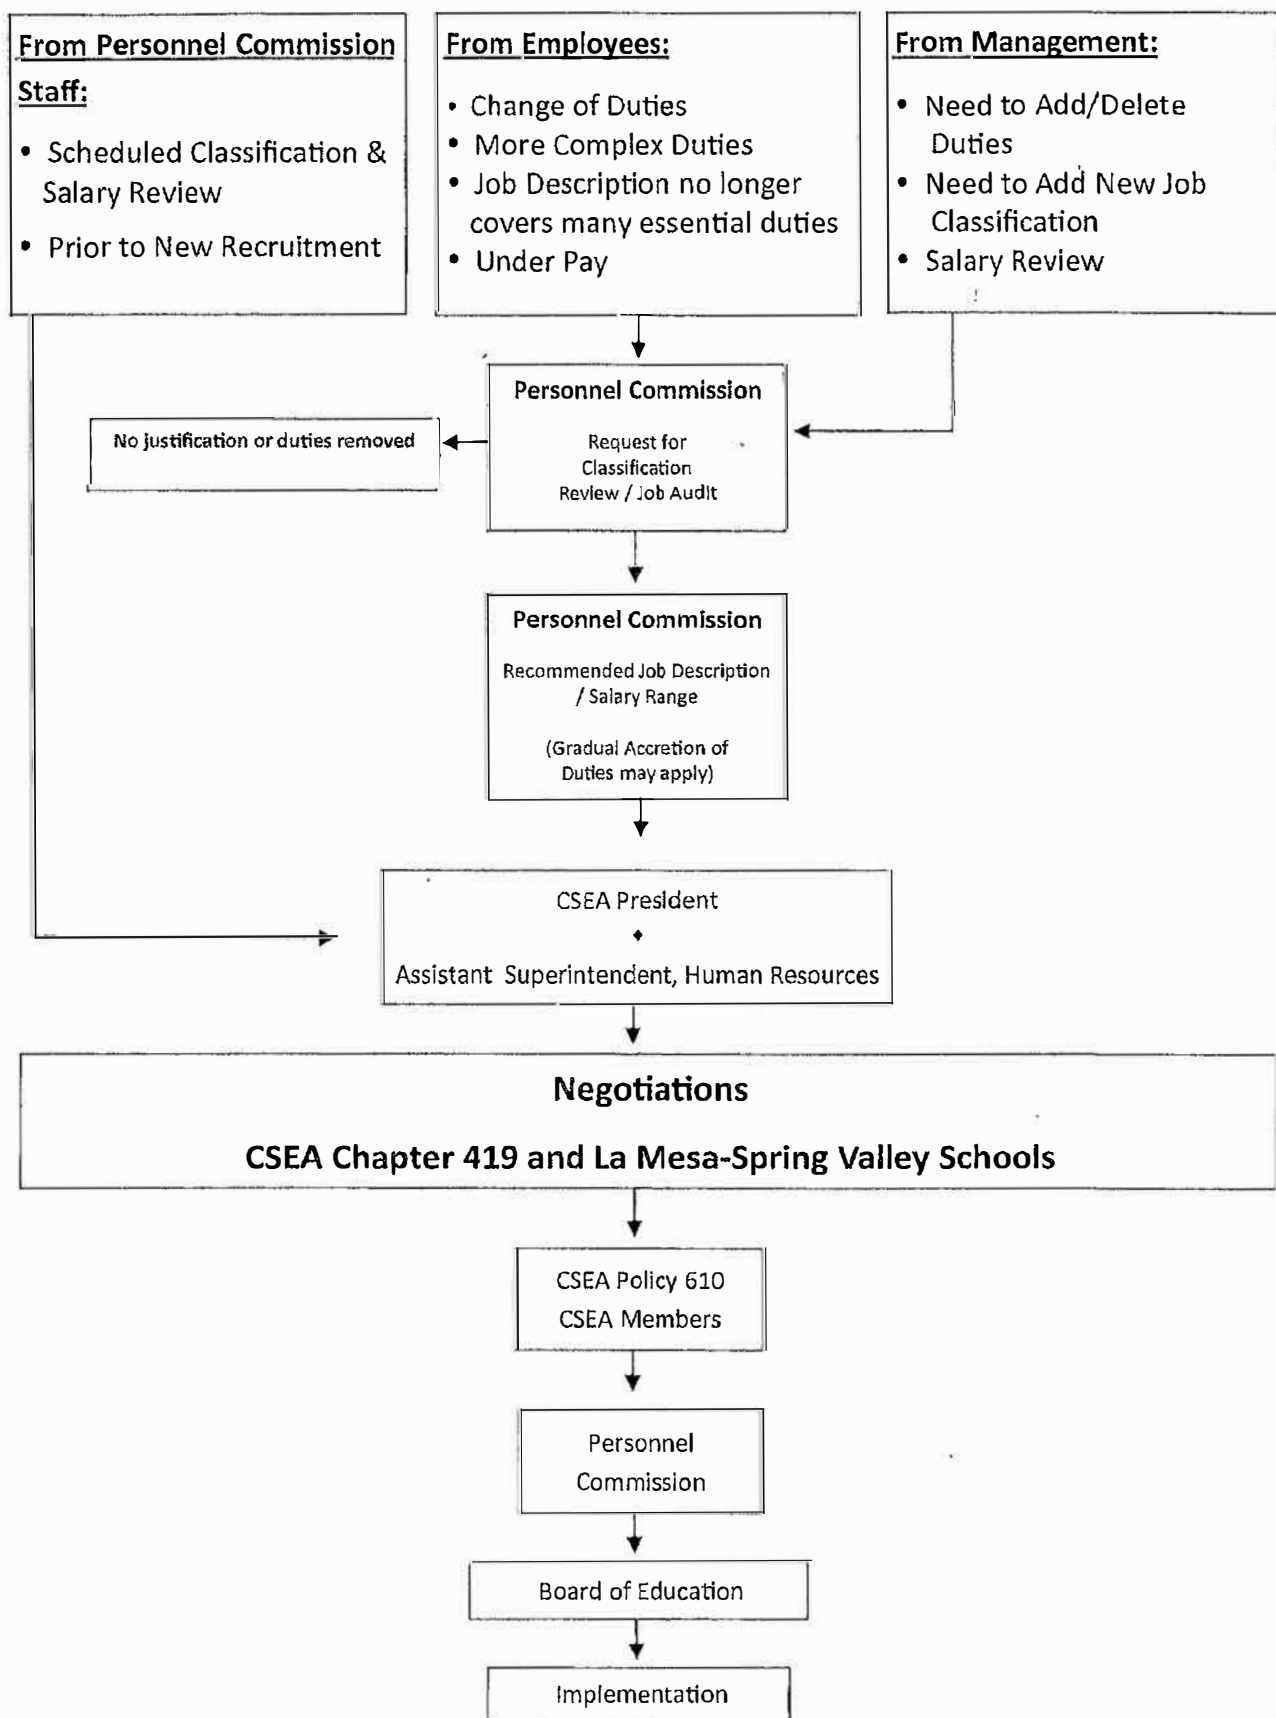 From Personnel Commission
Staff:
• Scheduled Classification &
Salary Review
• Prior to New Recruitment
From Employees:
• Change of Duties
• More Complex Duties
• Job Description no longer
covers many essential duties
• Under Pay
From Management:
• Need to Add/Delete
Duties
• Need to Add New Job
Classification
• Salary Review
Personnel Commission
Request for
Classification
Review / Job Audit
No justification or duties removed
Personnel Commission
Recommended Job Description
/ Salary Range
(Gradual Accretion of
Duties may apply)
CSEA President
♦
Assistant Superintendent, Human Resources
Negotiations
CSEA Chapter 419 and La Mesa-Spring Valley Schools
CSEA Policy 610
CSEA Members
Personnel
Commission
Board of Education
Implementation